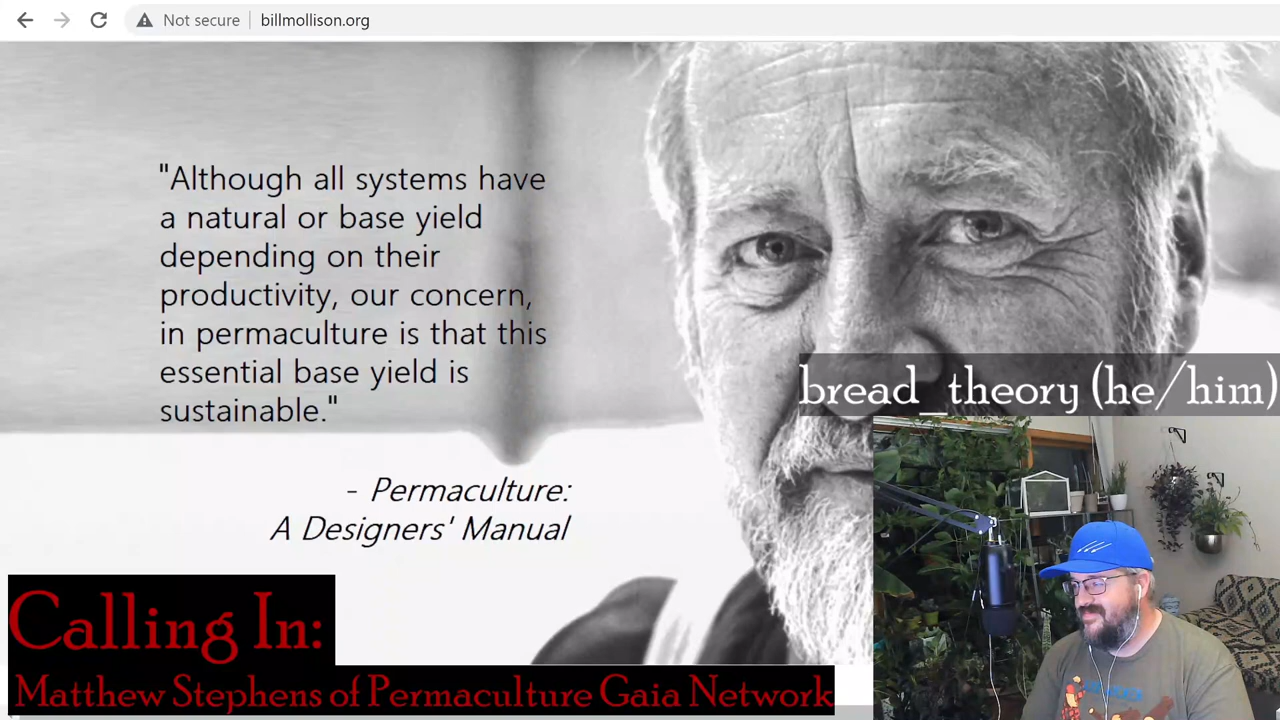 Not secure
billmollison.org
"Although all systems have
a natural or base yield
depending on their
productivity, our concern,
in permaculture is that this
essential base yield is
sustainable."
- Permaculture:
A Designers' Manual
bread_theory (he/him)
Calling In:
Matthew Stephens of Permaculture Gaia Network